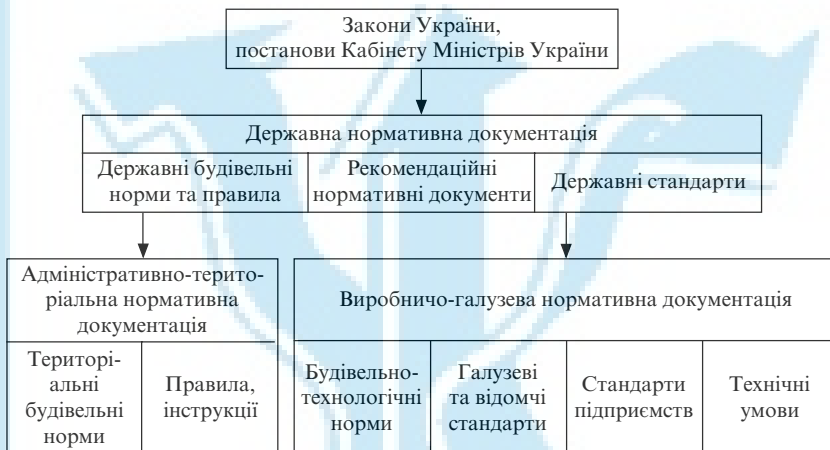 Закони України,
постанови Кабінету Міністрів України
Державна нормативна документація
Державні будівельні
норми та правила
Рекомендаційні
нормативні документи
Державні стандарти
Адміністративно-терито-
ріальна нормативна
документація
Виробничо-галузева нормативна документація
Територі-
альні
будівельні
норми
Правила,
інструкції
Будівельно-
технологічні
норми
Галузеві
та відомчі
стандарти
Стандарти
підприємств
Технічні
умови